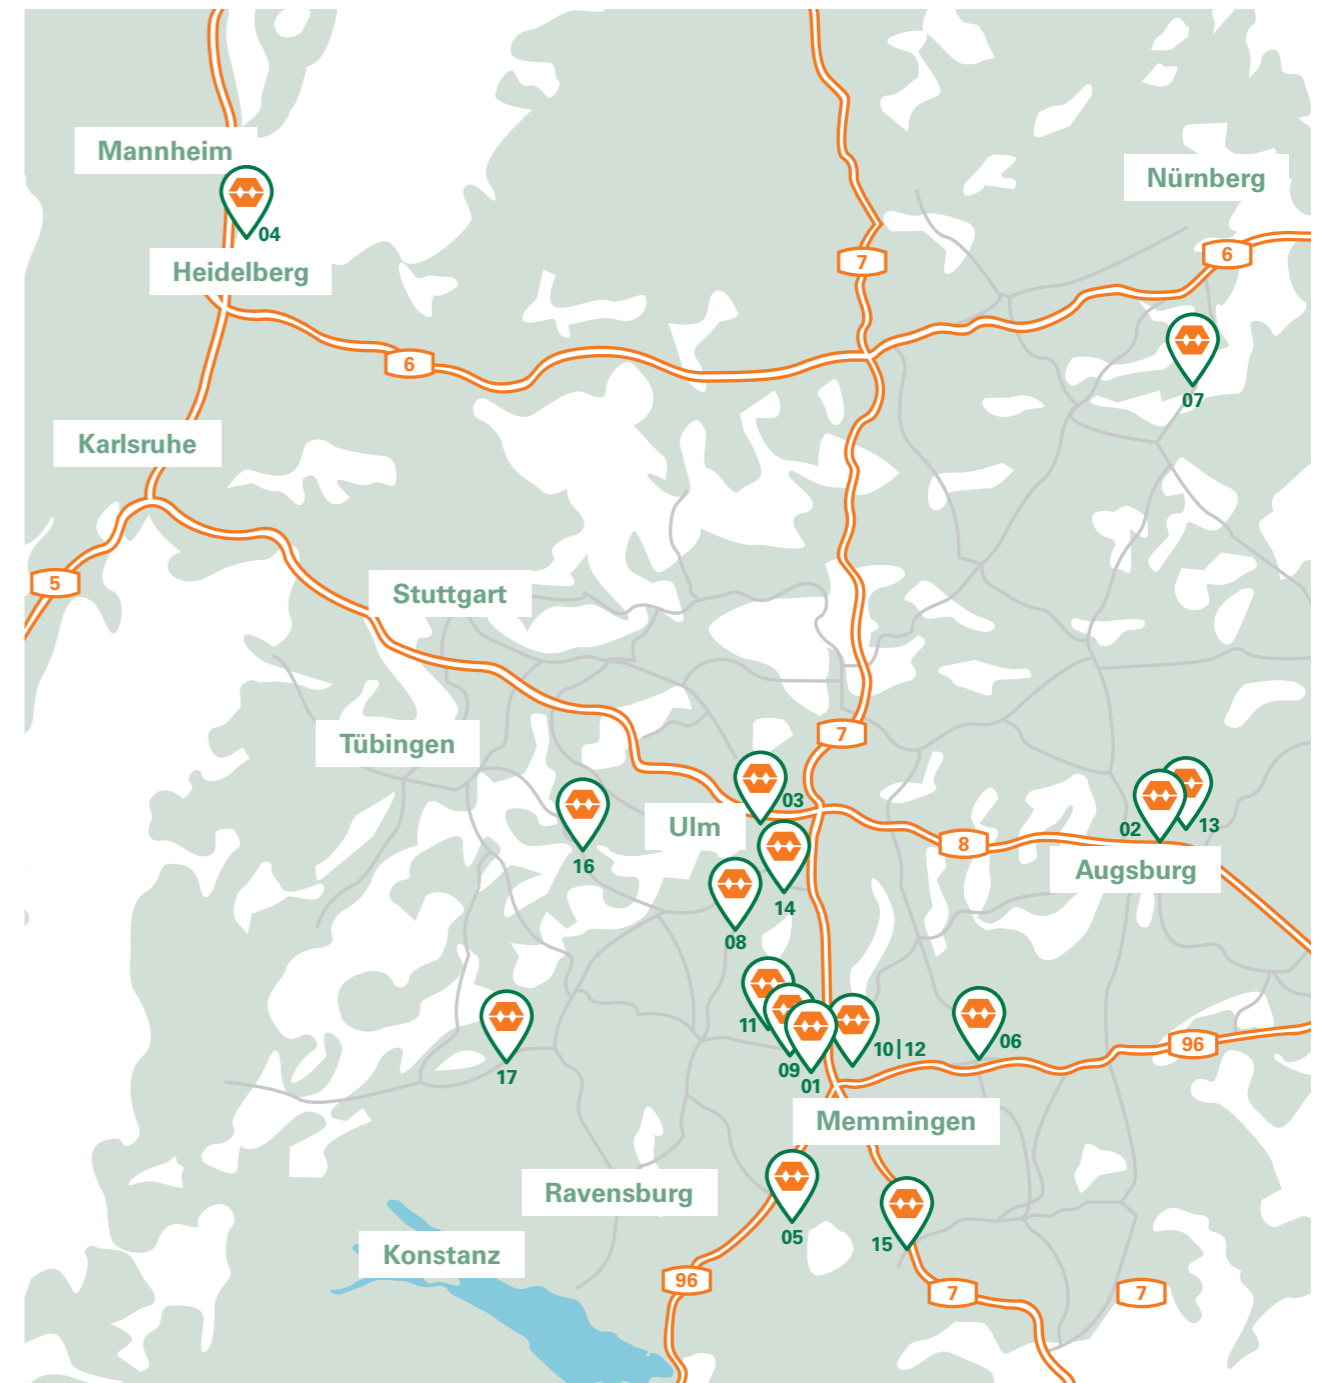 Mannheim
Nürnberg
04
6
7
Heidelberg
6
07
Karlsruhe
5
Stuttgart
7
Tübingen
03
Ulm
02
13
8
16
Augsburg
14
08
11
10|12
06
96
09
17
01
Memmingen
Ravensburg
05
15
Konstanz
96
7
7